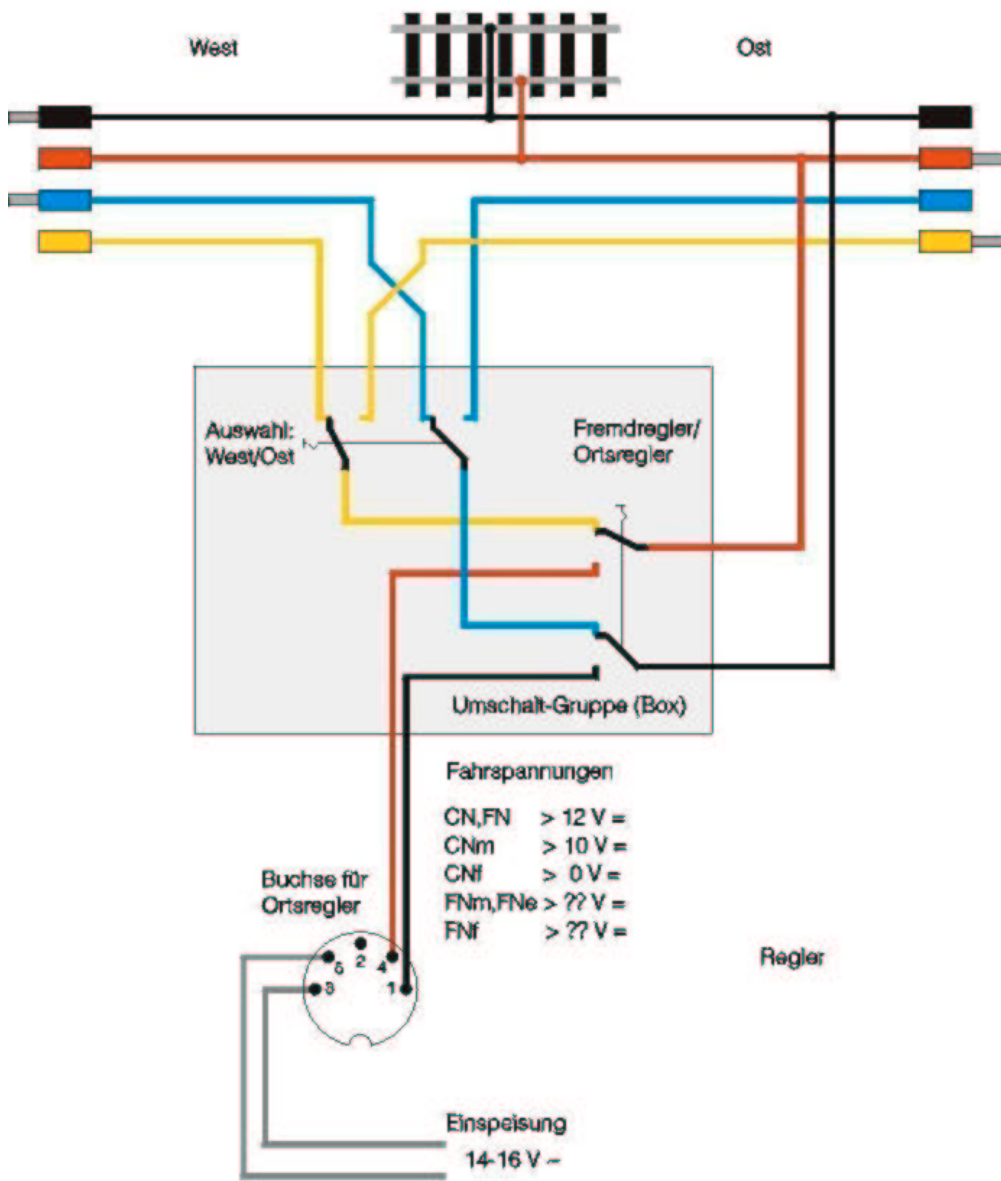 West
Ost
Auswahl:
West/Ost
Fremdregler/
Ortsregler
Umschalt-Gruppe (Box)
Fahrspannungen
CN,FN > 12 V =
CNm > 10 V =
CNf > 0 V =
FNm,FNe > ?? V =
FNf > ?? V =
Buchse für
Ortsregler
5 2 4
3 1
Regler
Einspeisung
14-16 V ~